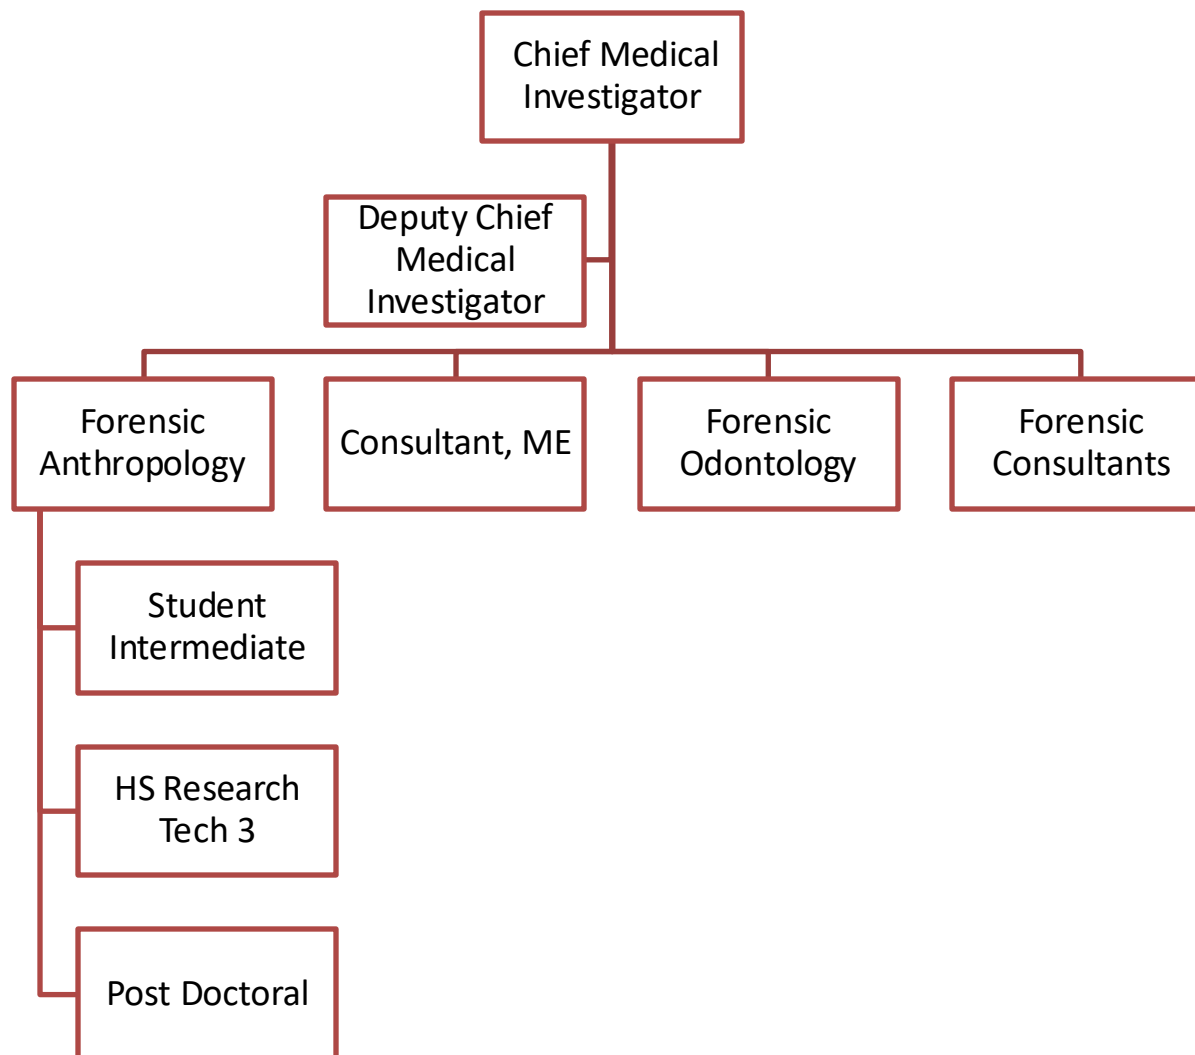 Chief Medical
Investigator
Deputy Chief
Medical
Investigator
Forensic
Anthropology
Consultant, ME
Forensic
Odontology
Forensic
Consultants
Student
Intermediate
HS Research
Tech 3
Post Doctoral